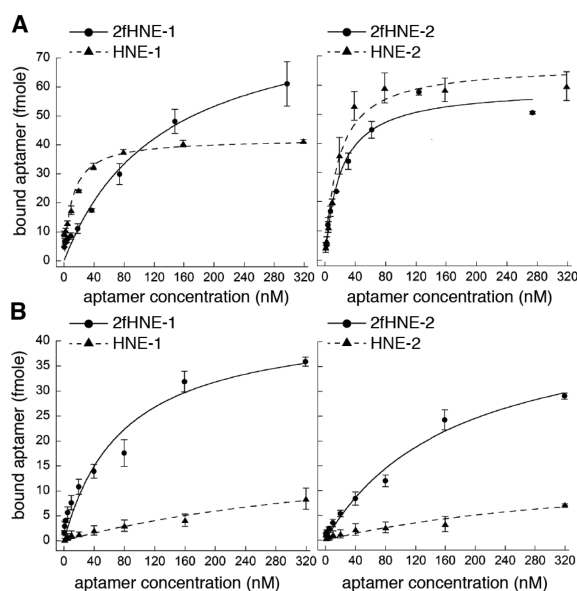 A
2fHNE-1
HNE-1
2fHNE-2
HNE-2
bound aptamer (fmole)
70
60
50
40
30
20
10
0
0 40 80 120 160 200 240 280 320
0 40 80 120 160 200 240 280 320
aptamer concentration (nM)
aptamer concentration (nM)
B
2fHNE-1
HNE-1
2fHNE-2
HNE-2
bound aptamer (fmole)
40
35
30
25
20
15
10
5
0
0 40 80 120 160 200 240 280 320
0 40 80 120 160 200 240 280 320
aptamer concentration (nM)
aptamer concentration (nM)